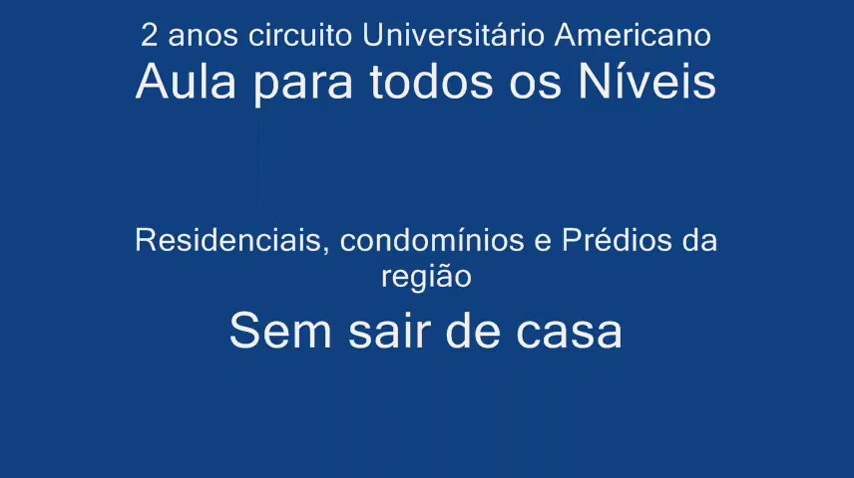 2 anos circuito Universitário Americano
Aula para todos os Níveis
Residenciais, condomínios e Prédios da
região
Sem sair de casa